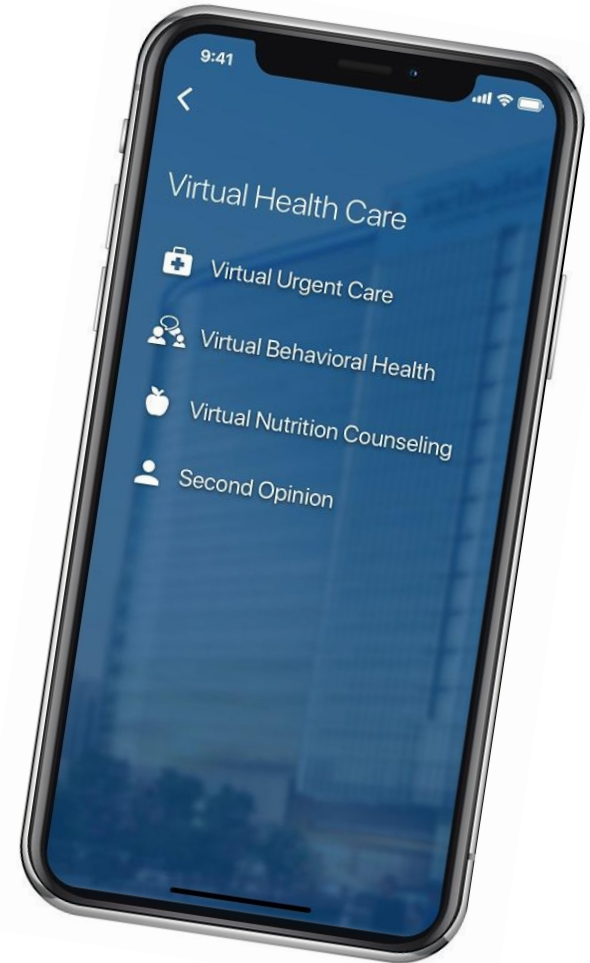 9:41
Virtual Health Care
Virtual Urgent Care
Virtual Behavioral Health
Virtual Nutrition Counseling
Second Opinion